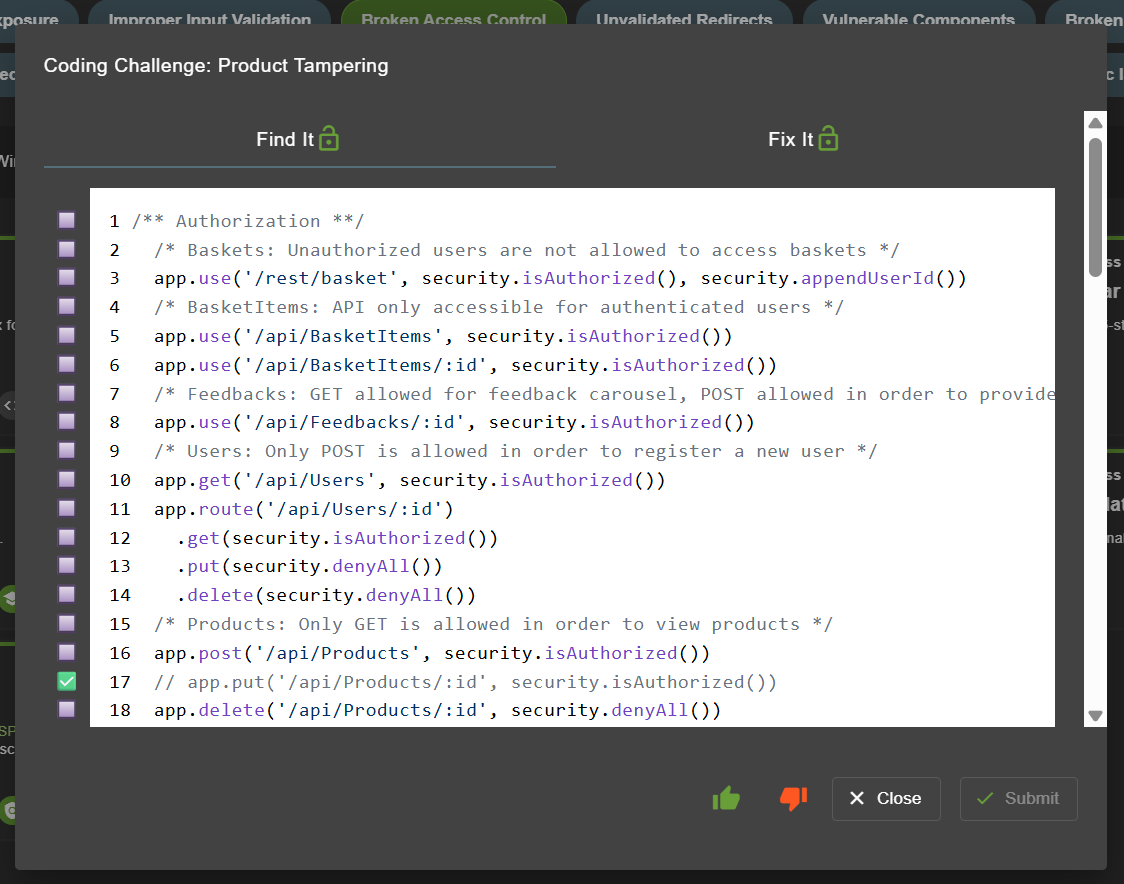 xposure Improper Input Validation Broken Access Control Unvalidated Redirects Vulnerable Components Broken
Coding Challenge: Product Tampering
Find It Fix It
1 /** Authorization **/
2 /* Baskets: Unauthorized users are not allowed to access baskets */
3 app.use('/rest/basket', security.isAuthorized(), security.appendUserId())
4 /* BasketItems: API only accessible for authenticated users */
5 app.use('/api/BasketItems', security.isAuthorized())
6 app.use('/api/BasketItems/:id', security.isAuthorized())
7 /* Feedbacks: GET allowed for feedback carousel, POST allowed in order to provide
8 app.use('/api/Feedbacks/:id', security.isAuthorized())
9 /* Users: Only POST is allowed in order to register a new user */
10 app.get('/api/Users', security.isAuthorized())
11 app.route('/api/Users/:id')
12 .get(security.isAuthorized())
13 .put(security.denyAll())
14 .delete(security.denyAll())
15 /* Products: Only GET is allowed in order to view products */
16 app.post('/api/Products', security.isAuthorized())
17 // app.put('/api/Products/:id', security.isAuthorized())
18 app.delete('/api/Products/:id', security.denyAll())
Close Submit